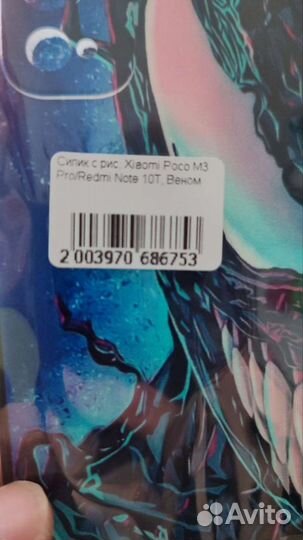 Силик с рис. Xiaomi Poco M3
Pro/Redmi Note 10T, Веном
2 003970 686753
Avito